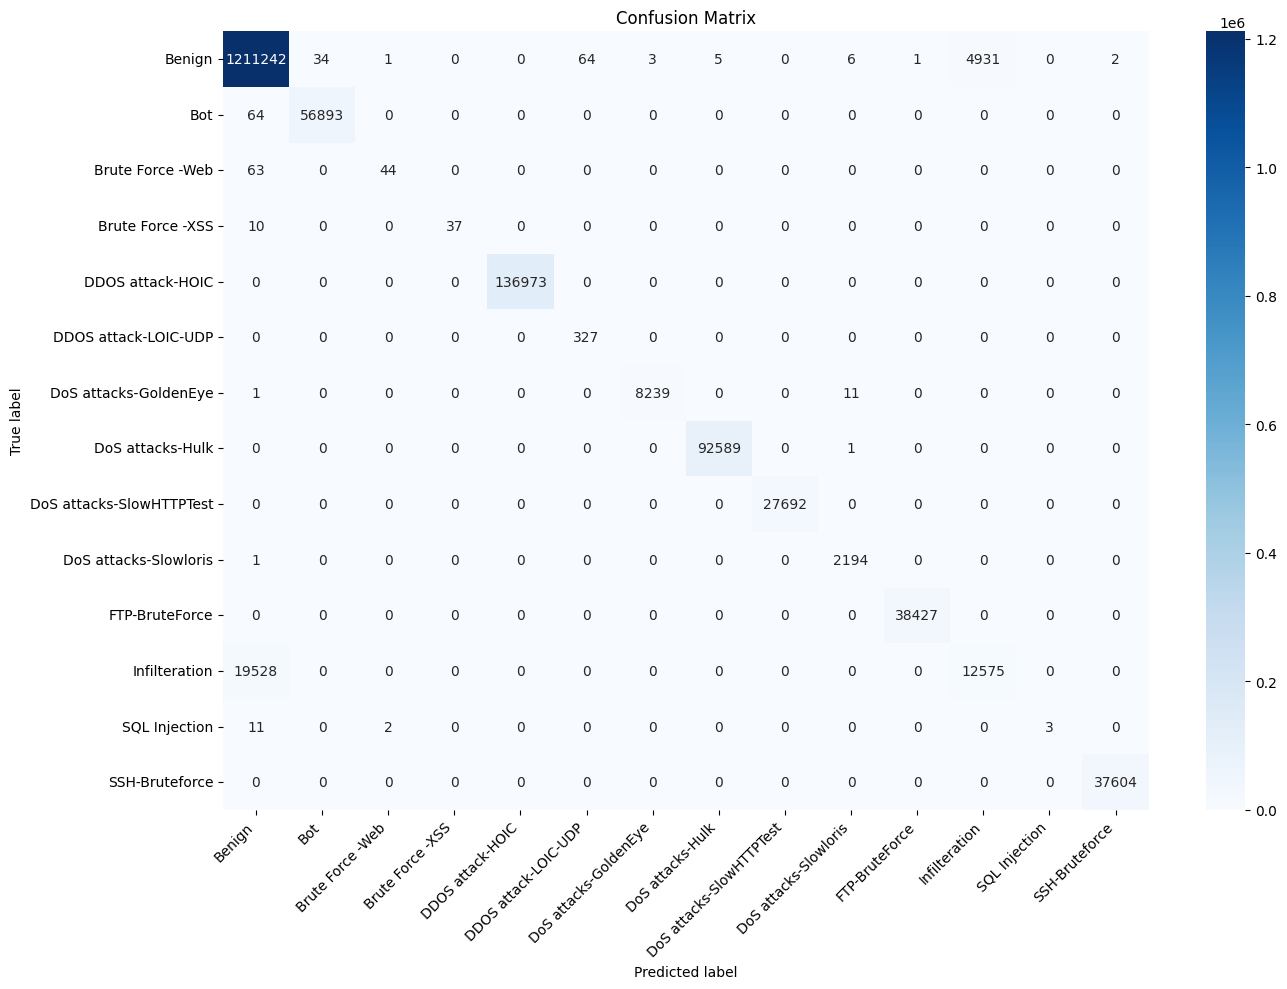 Confusion Matrix
1e6
Benign 1211242 34 1 0 0 64 3 5 0 6 1 4931 0 2
Bot 64 56893 0 0 0 0 0 0 0 0 0 0 0 0
Brute Force -Web 63 0 44 0 0 0 0 0 0 0 0 0 0 0
Brute Force -XSS 10 0 0 37 0 0 0 0 0 0 0 0 0 0
DDOS attack-HOIC 0 0 0 0 136973 0 0 0 0 0 0 0 0 0
DDOS attack-LOIC-UDP 0 0 0 0 0 327 0 0 0 0 0 0 0 0
DoS attacks-GoldenEye 1 0 0 0 0 0 8239 0 0 11 0 0 0 0
DoS attacks-Hulk 0 0 0 0 0 0 0 92589 0 1 0 0 0 0
DoS attacks-SlowHTTPTest 0 0 0 0 0 0 0 0 27692 0 0 0 0 0
DoS attacks-Slowloris 1 0 0 0 0 0 0 0 0 2194 0 0 0 0
FTP-BruteForce 0 0 0 0 0 0 0 0 0 0 38427 0 0 0
Infilteration 19528 0 0 0 0 0 0 0 0 0 0 12575 0 0
SQL Injection 11 0 2 0 0 0 0 0 0 0 0 0 3 0
SSH-Bruteforce 0 0 0 0 0 0 0 0 0 0 0 0 0 37604
True label
Benign
Bot
Brute Force -Web
Brute Force -XSS
DDOS attack-HOIC
DDOS attack-LOIC-UDP
DoS attacks-GoldenEye
DoS attacks-Hulk
DoS attacks-SlowHTTPTest
DoS attacks-Slowloris
FTP-BruteForce
Infilteration
SQL Injection
SSH-Bruteforce
Predicted label
1.2
1.0
0.8
0.6
0.4
0.2
0.0